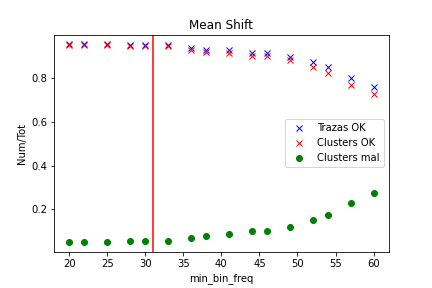 Mean Shift
Num/Tot
0.8
0.6
0.4
0.2
Trazas OK
Clusters OK
Clusters mal
20 25 30 35 40 45 50 55 60
min_bin_freq